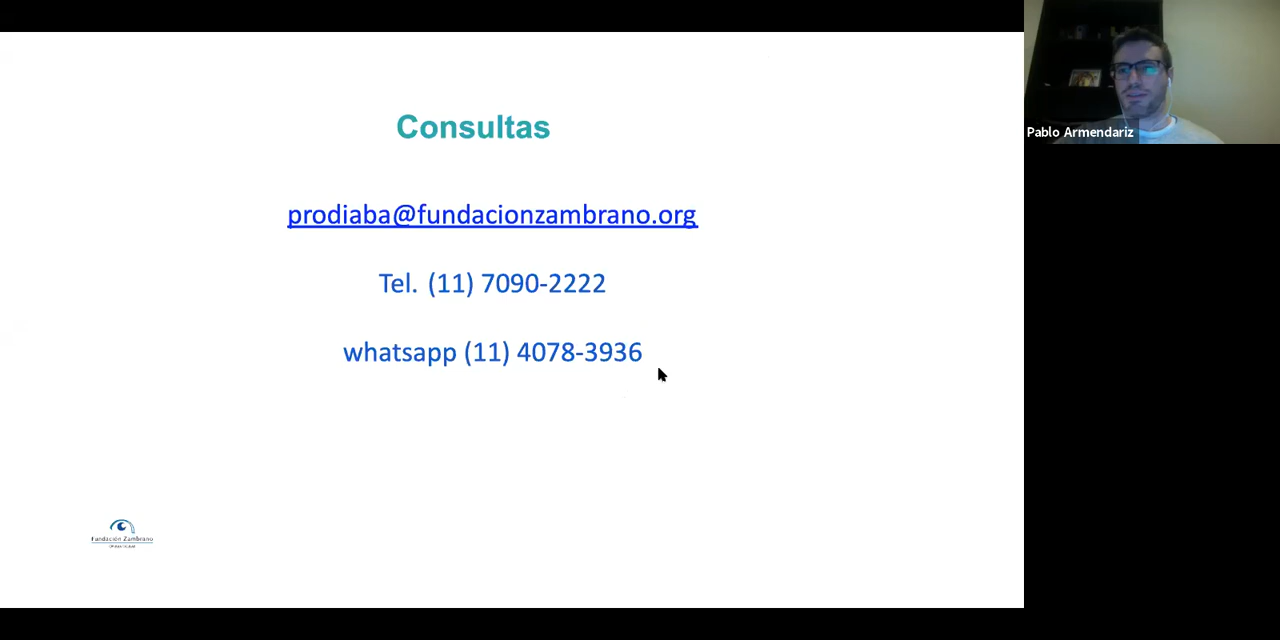 Consultas
prodiaba@fundacionzambrano.org
Tel. (11) 7090-2222
whatsapp (11) 4078-3936
Pablo Armendariz
Fundación Zambrano